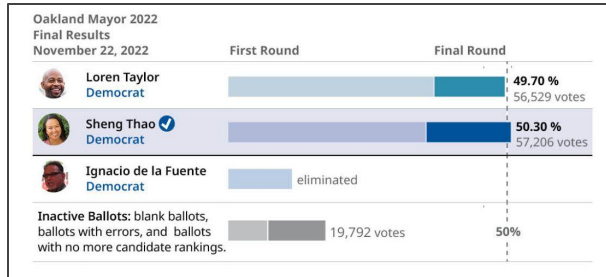 Oakland Mayor 2022
Final Results
November 22, 2022 First Round Final Round
Loren Taylor
Democrat
49.70 %
56,529 votes
Sheng Thao
Democrat
50.30 %
57,206 votes
Ignacio de la Fuente
Democrat
eliminated
Inactive Ballots: blank ballots,
ballots with errors, and ballots
with no more candidate rankings.
19,792 votes
50%